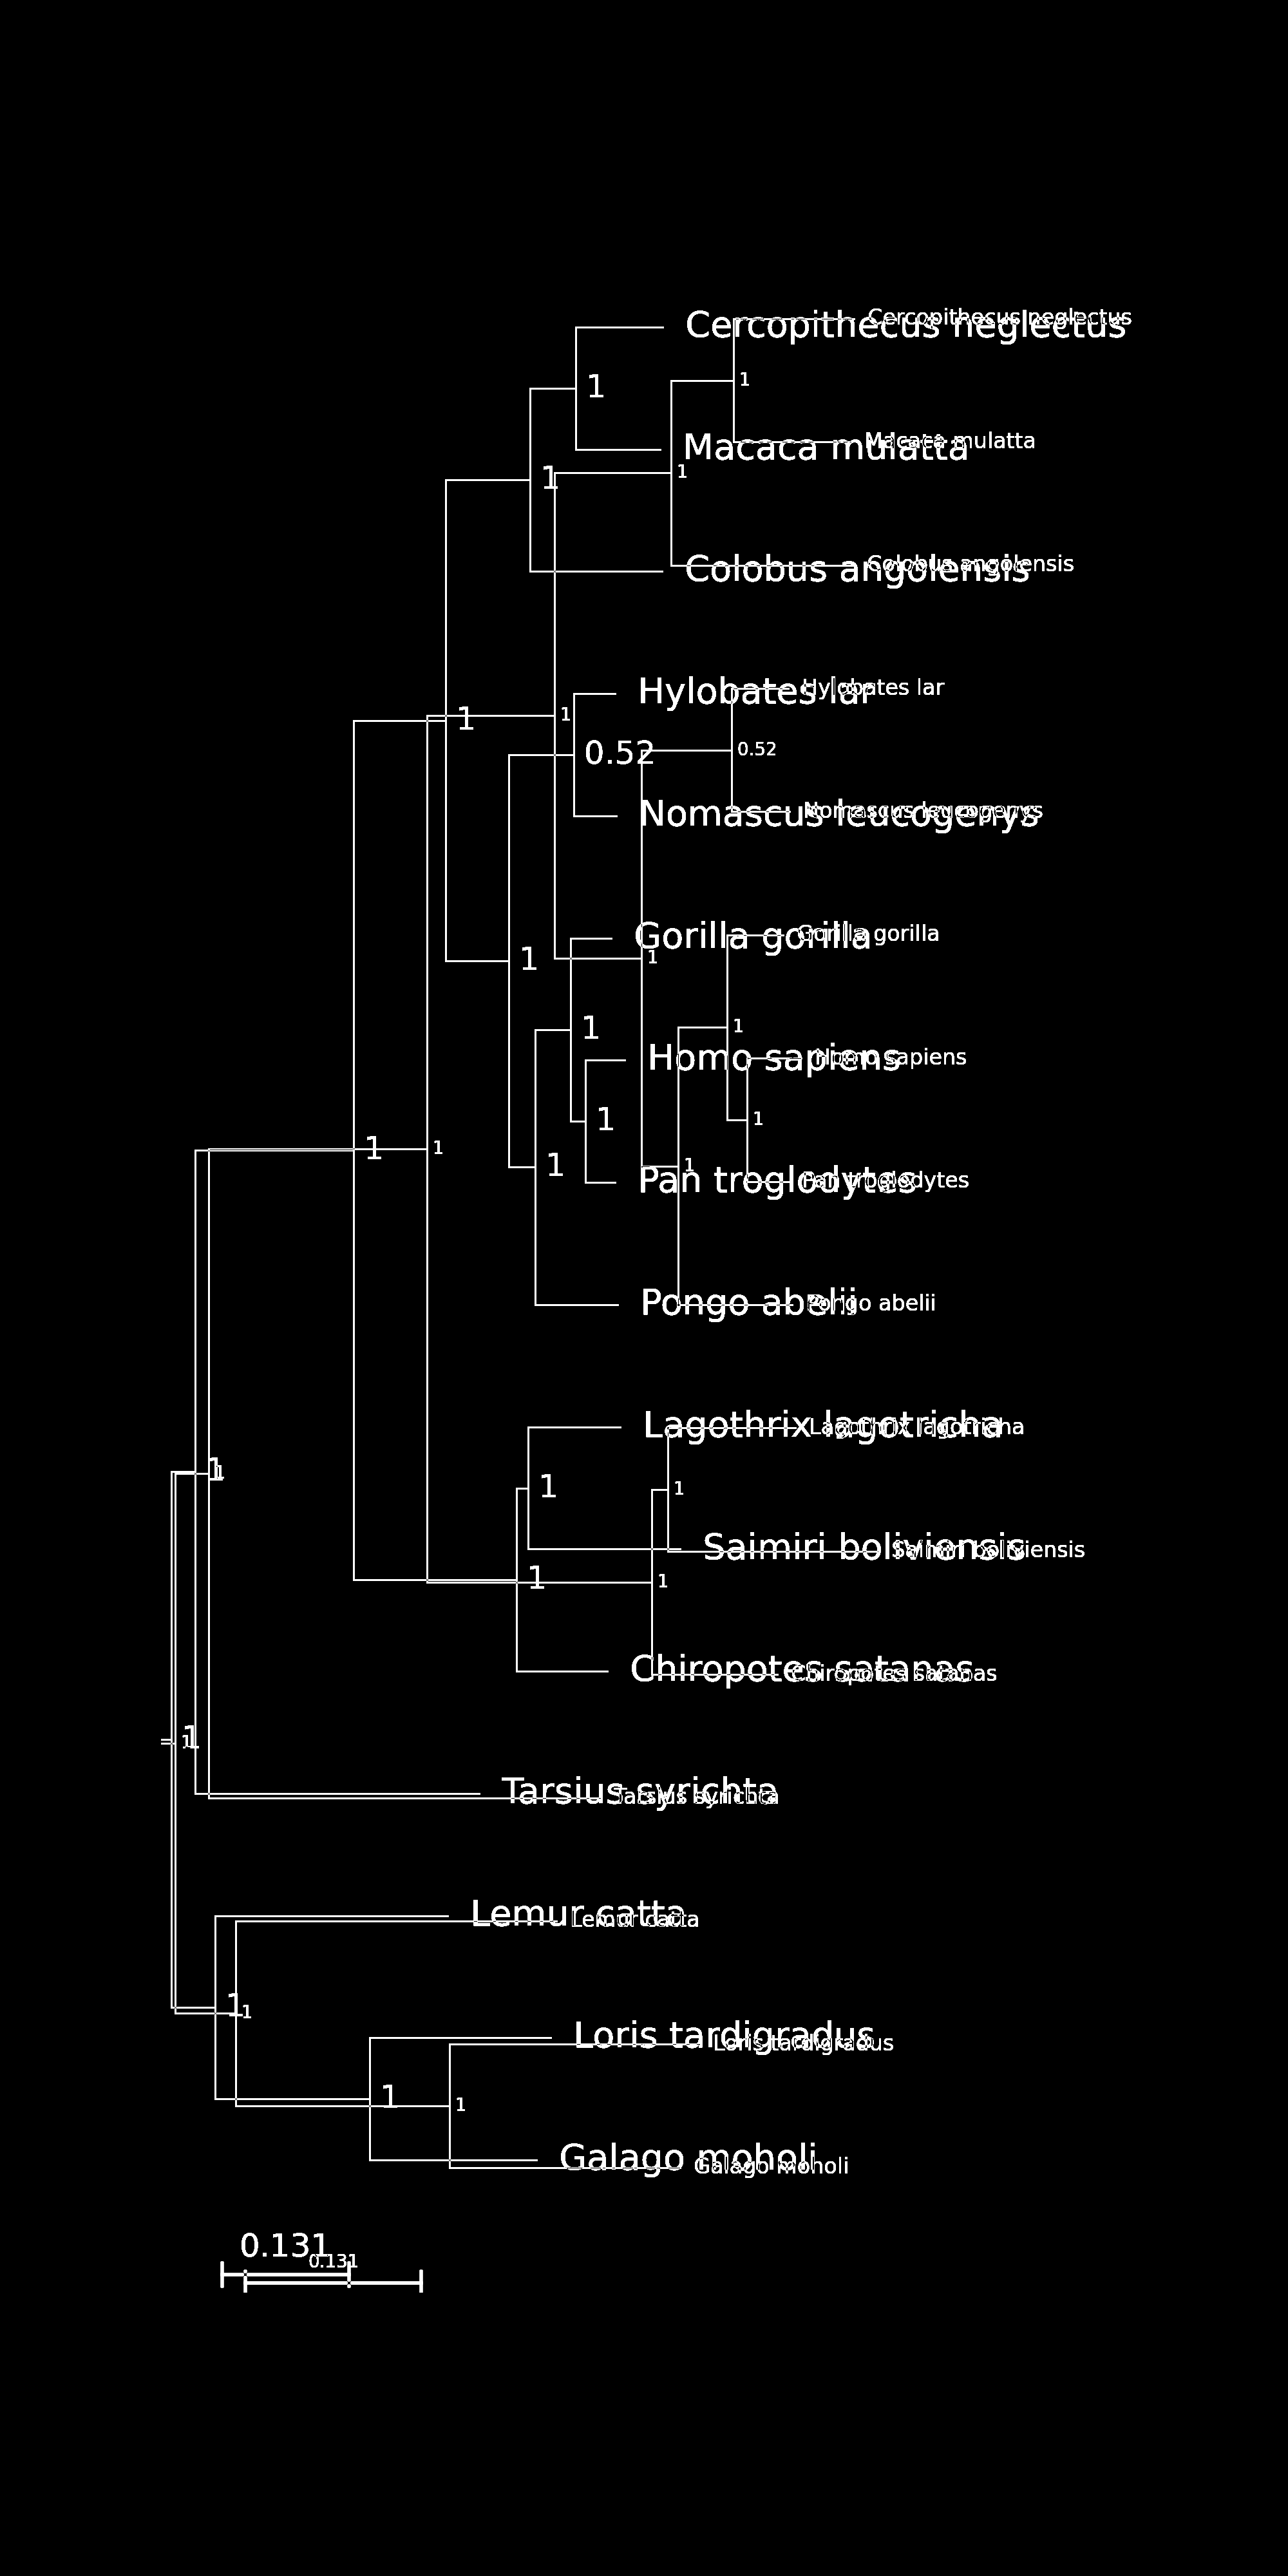 Cercopithecus neglectus
Cercopithecus neglectus
1
1
Macaca mulatta
Macaca mulatta
1
1
Colobus angolensis
Colobus angolensis
Hylobates lar
Hylobates lar
1
1
0.52
0.52
Nomascus leucogenys
Nomascus leucogenys
Gorilla gorilla
Gorilla gorilla
1
1
1
1
Homo sapiens
Homo sapiens
1
1
1
1
1
1
Pan troglodytes
Pan troglodytes
Pongo abelii
Pongo abelii
Lagothrix lagotricha
Lagothrix lagotricha
1
1
1
1
Saimiri boliviensis
Saimiri boliviensis
1
1
Chiropotes satanas
Chiropotes satanas
1
1
Tarsius syrichta
Tarsius syrichta
Lemur catta
Lemur catta
1
1
Loris tardigradus
Loris tardigradus
1
1
Galago moholi
Galago moholi
0.131
0.131